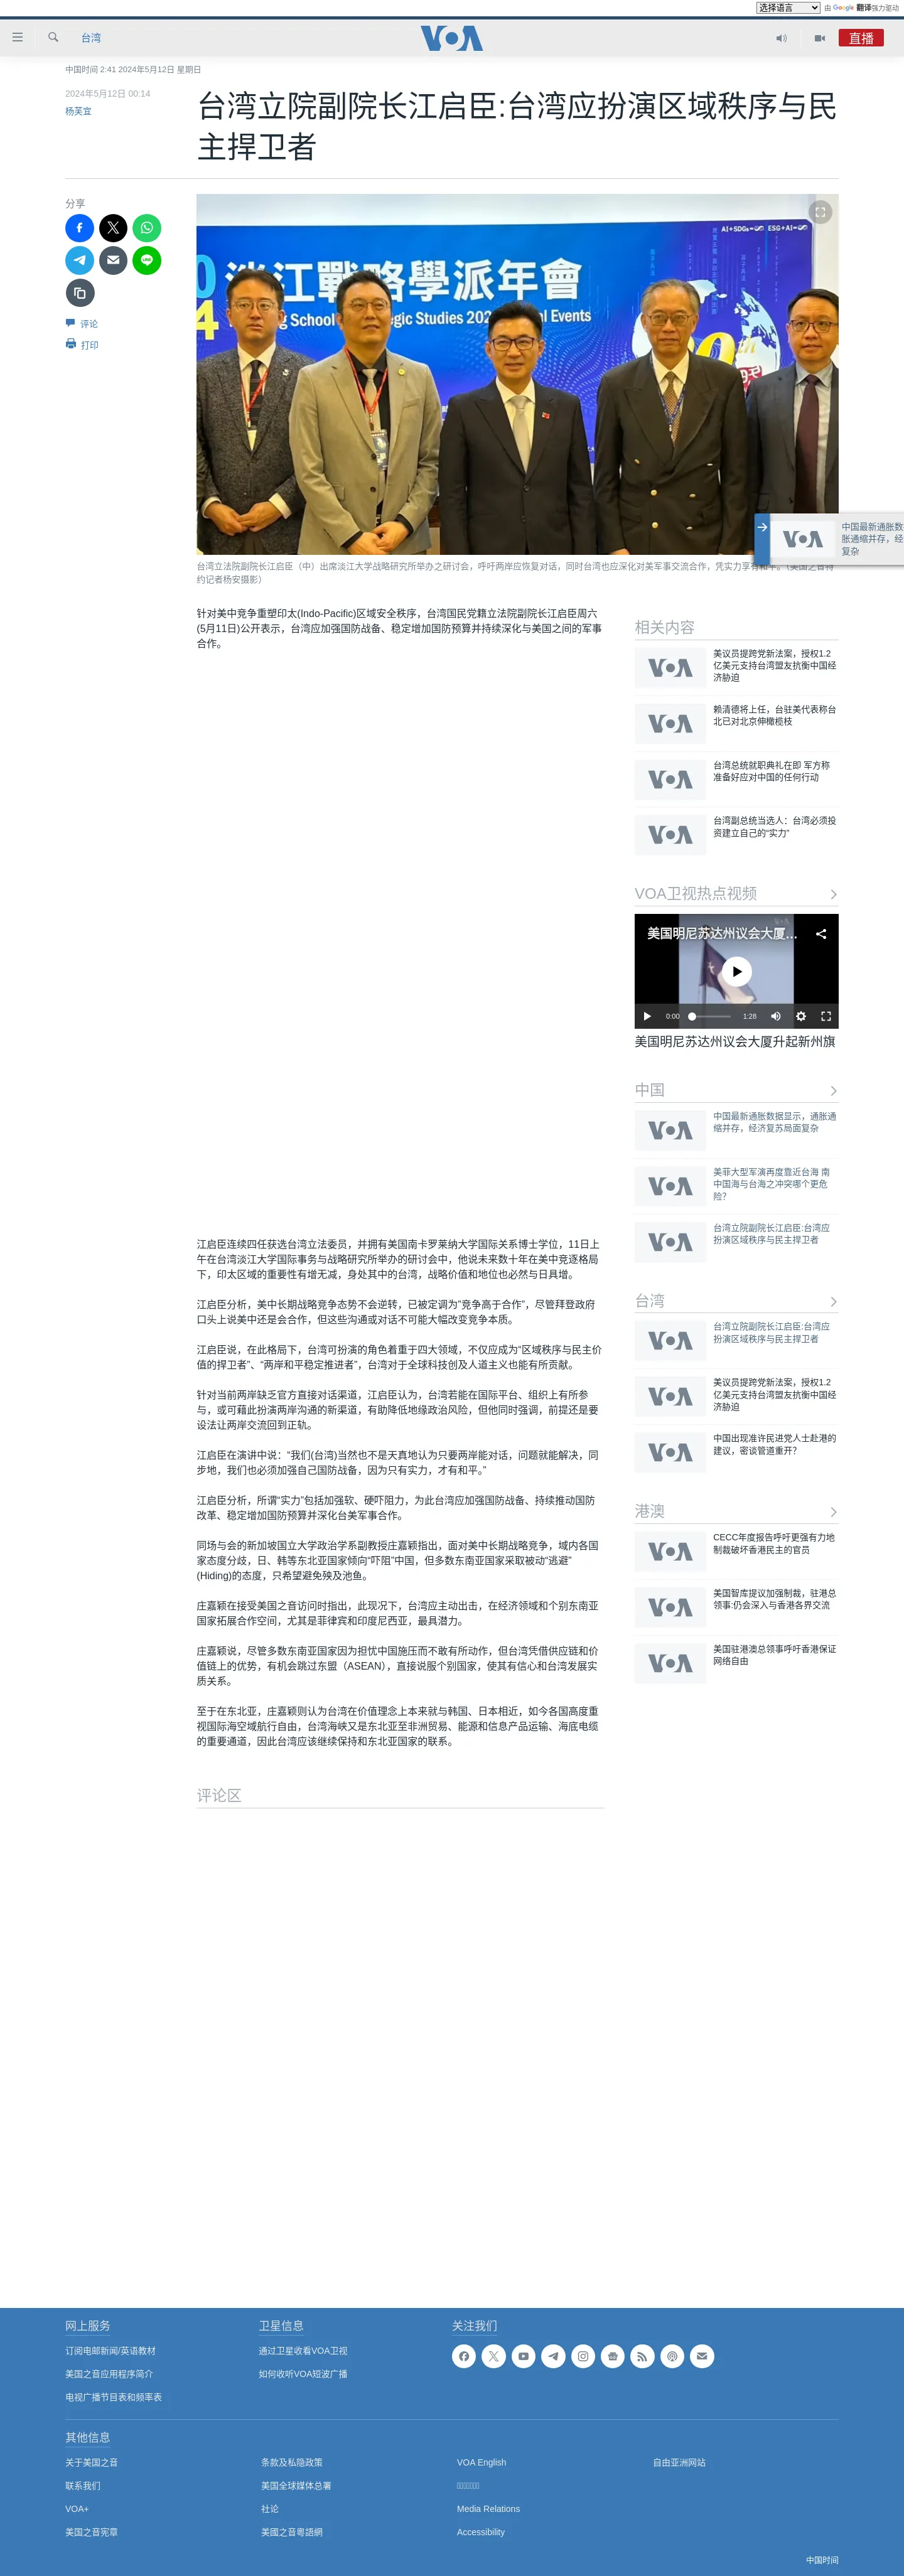 选择语言 由 Google 翻译强力驱动
台湾
VOA
直播
中国时间 2:41 2024年5月12日 星期日
2024年5月12日 00:14
杨芙宜
台湾立院副院长江启臣:台湾应扮演区域秩序与民
主捍卫者
分享
评论
打印
AI+SDGs=∞ ESG+AI=∞
淡江戰略學派年會
台湾立法院副院长江启臣（中）出席淡江大学战略研究所举办之研讨会，呼吁两岸应恢复对话，同时台湾也应深化对美军事交流合作，凭实力享有和平。（美国之音特
约记者杨安摄影）
VOA
中国最新通胀数
胀通缩并存，经
复杂
针对美中竞争重塑印太(Indo-Pacific)区域安全秩序，台湾国民党籍立法院副院长江启臣周六
(5月11日)公开表示，台湾应加强国防战备、稳定增加国防预算并持续深化与美国之间的军事
合作。
江启臣连续四任获选台湾立法委员，并拥有美国南卡罗莱纳大学国际关系博士学位，11日上
午在台湾淡江大学国际事务与战略研究所举办的研讨会中，他说未来数十年在美中竞逐格局
下，印太区域的重要性有增无减，身处其中的台湾，战略价值和地位也必然与日具增。
江启臣分析，美中长期战略竞争态势不会逆转，已被定调为“竞争高于合作”，尽管拜登政府
口头上说美中还是会合作，但这些沟通或对话不可能大幅改变竞争本质。
江启臣说，在此格局下，台湾可扮演的角色着重于四大领域，不仅应成为“区域秩序与民主价
值的捍卫者”、“两岸和平稳定推进者”，台湾对于全球科技创及人道主义也能有所贡献。
针对当前两岸缺乏官方直接对话渠道，江启臣认为，台湾若能在国际平台、组织上有所参
与，或可藉此扮演两岸沟通的新渠道，有助降低地缘政治风险，但他同时强调，前提还是要
设法让两岸交流回到正轨。
江启臣在演讲中说：“我们(台湾)当然也不是天真地认为只要两岸能对话，问题就能解决，同
步地，我们也必须加强自己国防战备，因为只有实力，才有和平。”
江启臣分析，所谓“实力”包括加强软、硬吓阻力，为此台湾应加强国防战备、持续推动国防
改革、稳定增加国防预算并深化台美军事合作。
同场与会的新加坡国立大学政治学系副教授庄嘉颖指出，面对美中长期战略竞争，域内各国
家态度分歧，日、韩等东北亚国家倾向“吓阻”中国，但多数东南亚国家采取被动“逃避”
(Hiding)的态度，只希望避免殃及池鱼。
庄嘉颖在接受美国之音访问时指出，此现况下，台湾应主动出击，在经济领域和个别东南亚
国家拓展合作空间，尤其是菲律宾和印度尼西亚，最具潜力。
庄嘉颖说，尽管多数东南亚国家因为担忧中国施压而不敢有所动作，但台湾凭借供应链和价
值链上的优势，有机会跳过东盟（ASEAN），直接说服个别国家，使其有信心和台湾发展实
质关系。
至于在东北亚，庄嘉颖则认为台湾在价值理念上本来就与韩国、日本相近，如今各国高度重
视国际海空域航行自由，台湾海峡又是东北亚至非洲贸易、能源和信息产品运输、海底电缆
的重要通道，因此台湾应该继续保持和东北亚国家的联系。
评论区
相关内容
VOA
美议员提跨党新法案，授权1.2
亿美元支持台湾盟友抗衡中国经
济胁迫
VOA
赖清德将上任，台驻美代表称台
北已对北京伸橄榄枝
VOA
台湾总统就职典礼在即 军方称
准备好应对中国的任何行动
VOA
台湾副总统当选人：台湾必须投
资建立自己的“实力”
VOA卫视热点视频
美国明尼苏达州议会大厦...
0:00 1:28
美国明尼苏达州议会大厦升起新州旗
中国
VOA
中国最新通胀数据显示，通胀通
缩并存，经济复苏局面复杂
VOA
美菲大型军演再度靠近台海 南
中国海与台海之冲突哪个更危
险？
VOA
台湾立院副院长江启臣:台湾应
扮演区域秩序与民主捍卫者
台湾
VOA
台湾立院副院长江启臣:台湾应
扮演区域秩序与民主捍卫者
VOA
美议员提跨党新法案，授权1.2
亿美元支持台湾盟友抗衡中国经
济胁迫
VOA
中国出现准许民进党人士赴港的
建议，密谈管道重开？
港澳
VOA
CECC年度报告呼吁更强有力地
制裁破坏香港民主的官员
VOA
美国智库提议加强制裁，驻港总
领事:仍会深入与香港各界交流
VOA
美国驻港澳总领事呼吁香港保证
网络自由
网上服务
订阅电邮新闻/英语教材
美国之音应用程序简介
电视广播节目表和频率表
卫星信息
通过卫星收看VOA卫视
如何收听VOA短波广播
关注我们
其他信息
关于美国之音
联系我们
VOA+
美国之音宪章
条款及私隐政策
美国全球媒体总署
社论
美國之音粵語網
VOA English
Media Relations
Accessibility
自由亚洲网站
中国时间